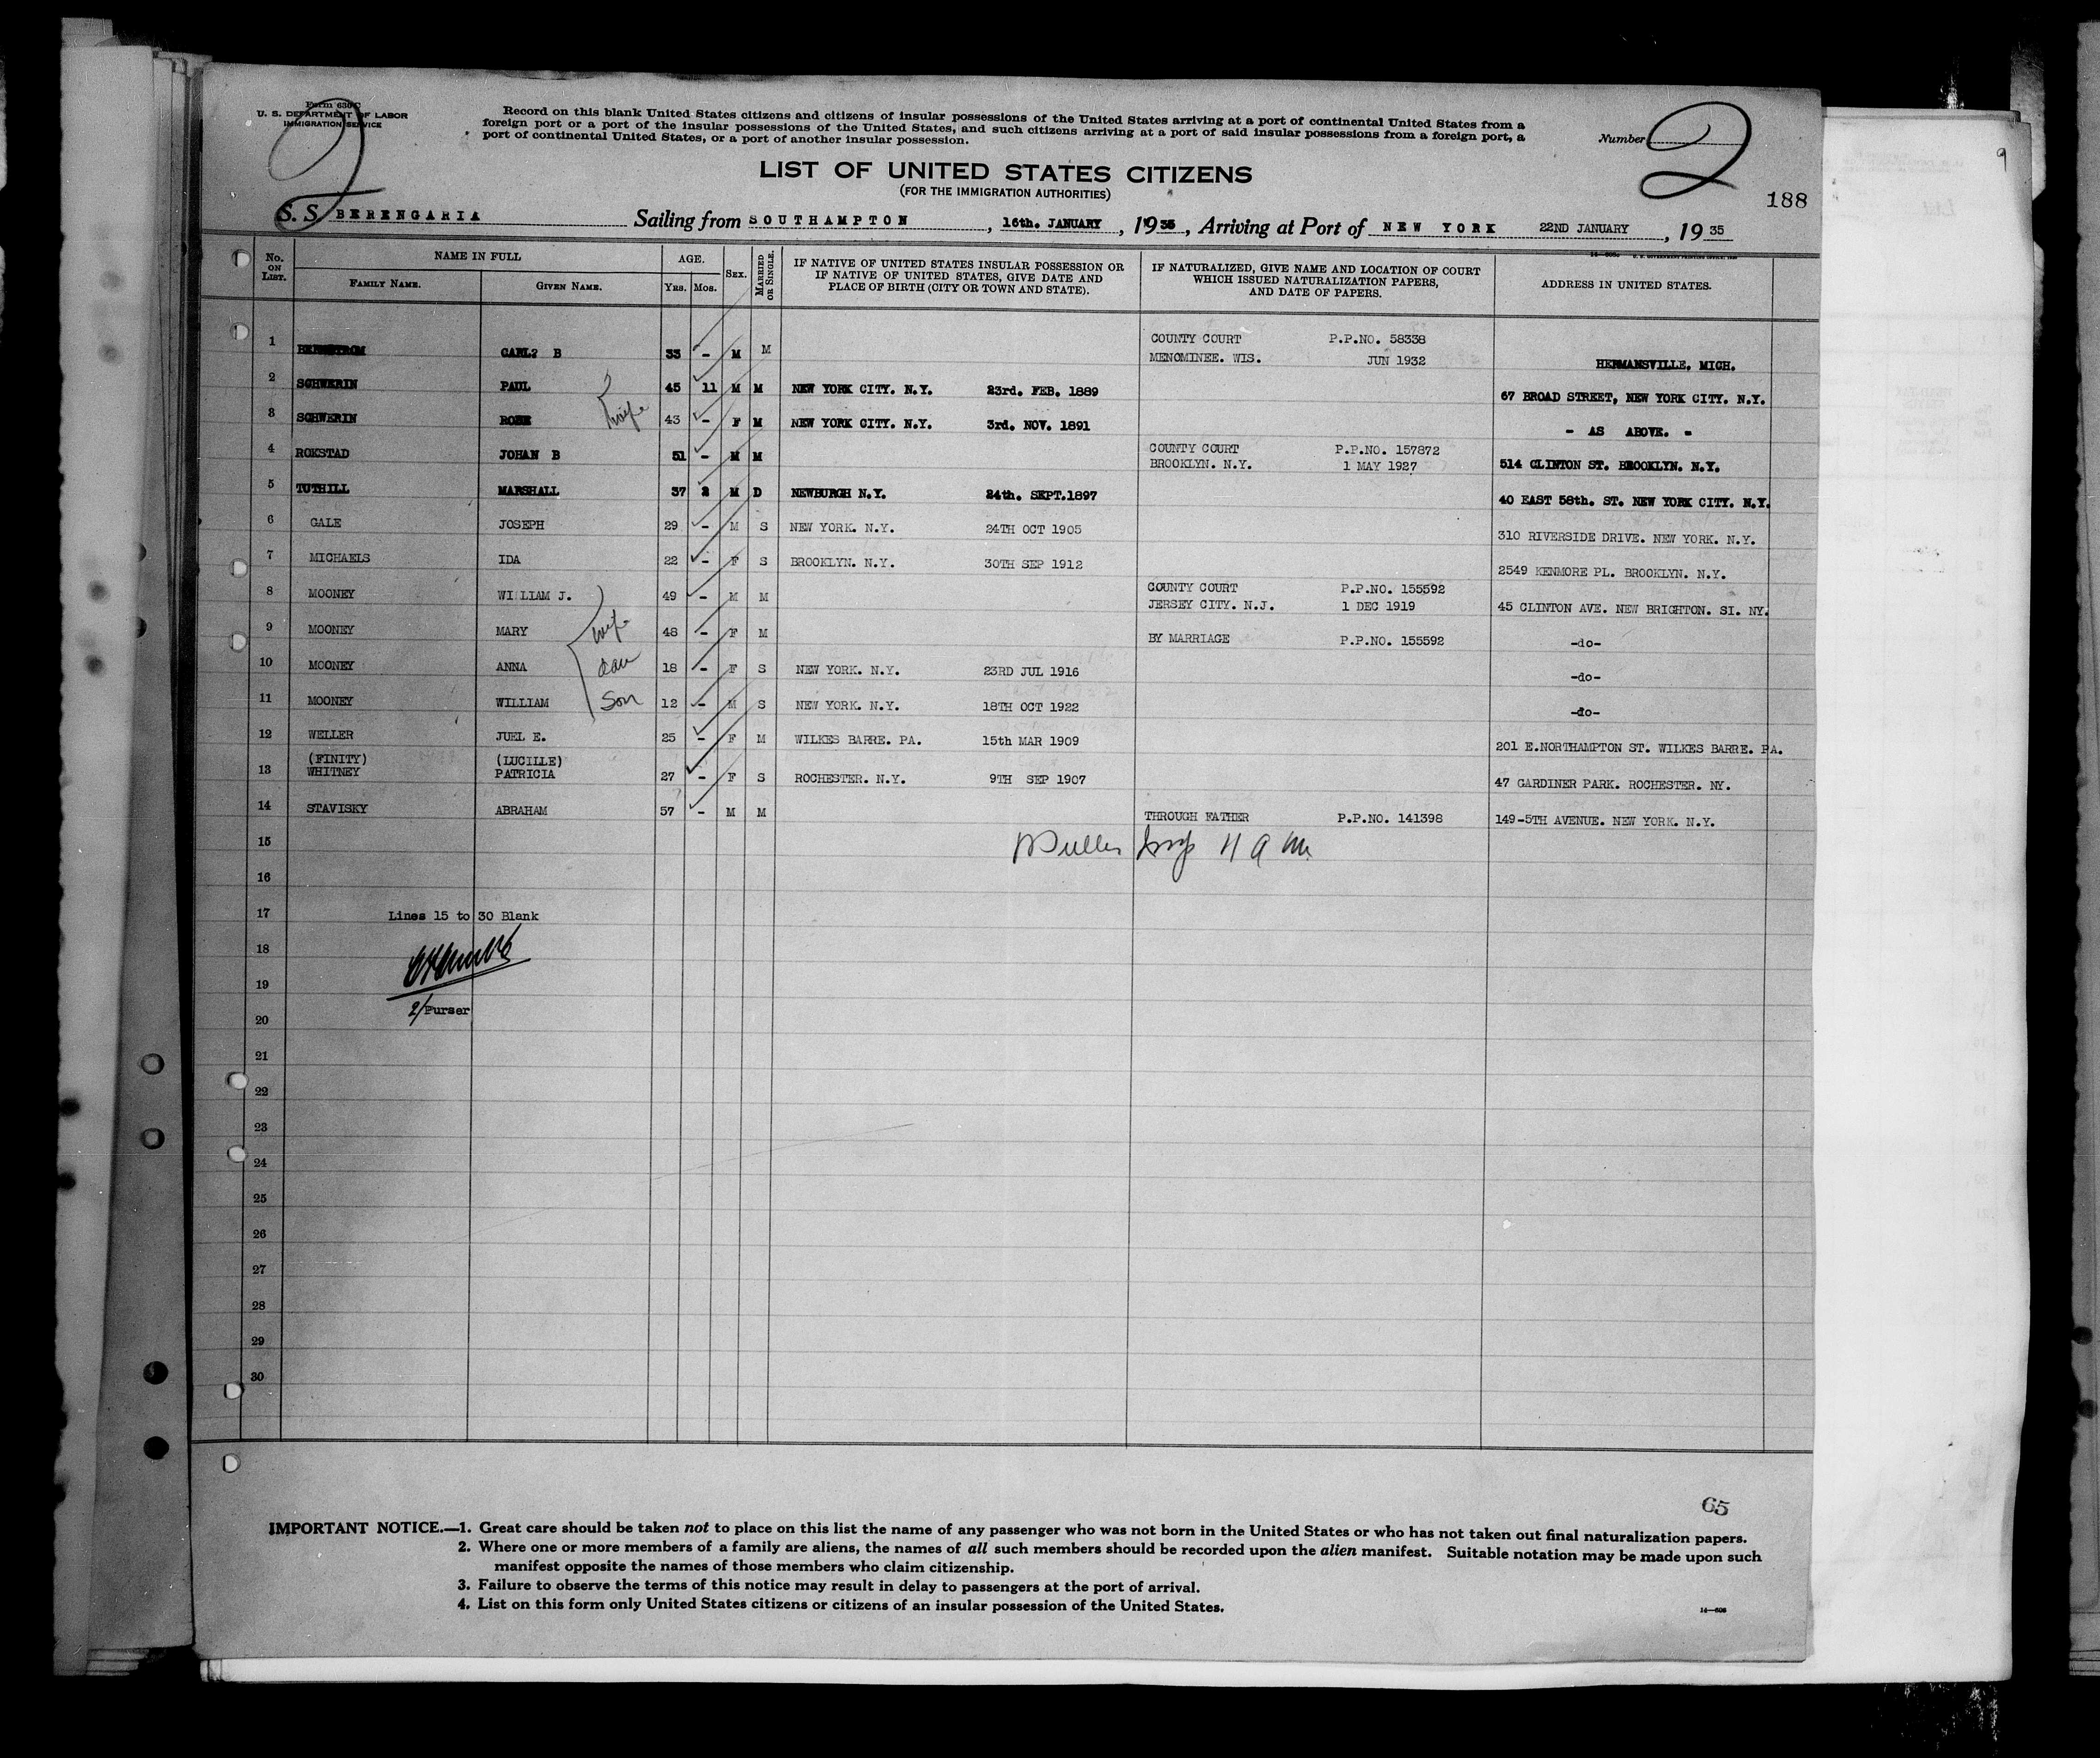 Form 630 C
U. S. DEPARTMENT OF LABOR
IMMIGRATION SERVICE
2
Record on this blank United States citizens and citizens of insular possessions of the United States arriving at a port of continental United States from a
foreign port or a port of the insular possessions of the United States, and such citizens arriving at a port of said insular possessions from a foreign port, a
port of continental United States, or a port of another insular possession.
Number 2
LIST OF UNITED STATES CITIZENS
(FOR THE IMMIGRATION AUTHORITIES)
188
S. S. BERENGARIA Sailing from SOUTHAMPTON, 16th. JANUARY, 1935, Arriving at Port of NEW YORK 22ND JANUARY, 1935
No. ON LIST. NAME IN FULL FAMILY NAME. GIVEN NAME. AGE. YRS. MOS. SEX. MARRIED OR SINGLE. IF NATIVE OF UNITED STATES INSULAR POSSESSION OR IF NATIVE OF UNITED STATES, GIVE DATE AND PLACE OF BIRTH (CITY OR TOWN AND STATE). IF NATURALIZED, GIVE NAME AND LOCATION OF COURT WHICH ISSUED NATURALIZATION PAPERS, AND DATE OF PAPERS. ADDRESS IN UNITED STATES.
1 CARL? B 33 - M M COUNTY COURT P.P.NO. 58338
MENOMINEE. WIS. JUN 1932 HERMANSVILLE, MICH.
2 SCHWERIN PAUL 45 11 M M NEW YORK CITY. N.Y. 23rd. FEB. 1889 67 BROAD STREET, NEW YORK CITY. N.Y.
3 SCHWERIN ROSE wife 43 - F M NEW YORK CITY. N.Y. 3rd. NOV. 1891 - AS ABOVE. -
4 ROKSTAD JOHAN B 51 - M M COUNTY COURT P.P.NO. 157872
BROOKLYN. N.Y. 1 MAY 1927 514 CLINTON ST. BROOKLYN. N.Y.
5 TUTHILL MARSHALL 37 2 M D NEWBURGH N.Y. 24th. SEPT.1897 40 EAST 58th. ST. NEW YORK CITY. N.Y.
6 GALE JOSEPH 29 - M S NEW YORK. N.Y. 24TH OCT 1905 310 RIVERSIDE DRIVE. NEW YORK. N.Y.
7 MICHAELS IDA 22 - F S BROOKLYN. N.Y. 30TH SEP 1912 2549 KENMORE PL. BROOKLYN. N.Y.
8 MOONEY WILLIAM J. 49 - M M COUNTY COURT P.P.NO. 155592
JERSEY CITY. N.J. 1 DEC 1919 45 CLINTON AVE. NEW BRIGHTON. SI. NY.
9 MOONEY MARY wife 48 - F M BY MARRIAGE P.P.NO. 155592 -do-
10 MOONEY ANNA dau 18 - F S NEW YORK. N.Y. 23RD JUL 1916 -do-
11 MOONEY WILLIAM son 12 - M S NEW YORK. N.Y. 18TH OCT 1922 -do-
12 WELLER JUEL E. 25 - F M WILKES BARRE. PA. 15th MAR 1909 201 E.NORTHAMPTON ST. WILKES BARRE. PA.
(FINITY) (LUCILLE)
13 WHITNEY PATRICIA 27 - F S ROCHESTER. N.Y. 9TH SEP 1907 47 GARDINER PARK. ROCHESTER. NY.
14 STAVISKY ABRAHAM 57 - M M THROUGH FATHER P.P.NO. 141398 149-5TH AVENUE. NEW YORK. N.Y.
15
16
17 Lines 15 to 30 Blank
18
19
2/Purser
20
21
22
23
24
25
26
27
28
29
30
65
IMPORTANT NOTICE.—1. Great care should be taken not to place on this list the name of any passenger who was not born in the United States or who has not taken out final naturalization papers.
2. Where one or more members of a family are aliens, the names of all such members should be recorded upon the alien manifest. Suitable notation may be made upon such
manifest opposite the names of those members who claim citizenship.
3. Failure to observe the terms of this notice may result in delay to passengers at the port of arrival.
4. List on this form only United States citizens or citizens of an insular possession of the United States.
14—608